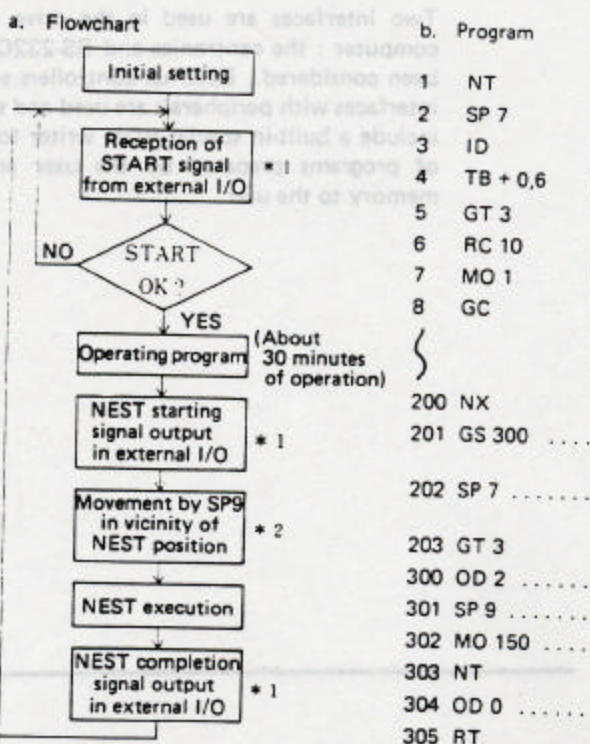 a. Flowchart
Initial setting
Reception of
START signal
from external I/O
* 1
START
OK ?
NO
YES
Operating program
(About
30 minutes
of operation)
NEST starting
signal output
in external I/O
* 1
Movement by SP9
in vicinity of
NEST position
* 2
NEST execution
NEST completion
signal output
in external I/O
* 1
b. Program
1 NT
2 SP 7
3 ID
4 TB + 0,6
5 GT 3
6 RC 10
7 MO 1
8 GC
200 NX
201 GS 300 ....
202 SP 7 .......
203 GT 3
300 OD 2 ......
301 SP 9 .......
302 MO 150 ....
303 NT
304 OD 0 ......
305 RT